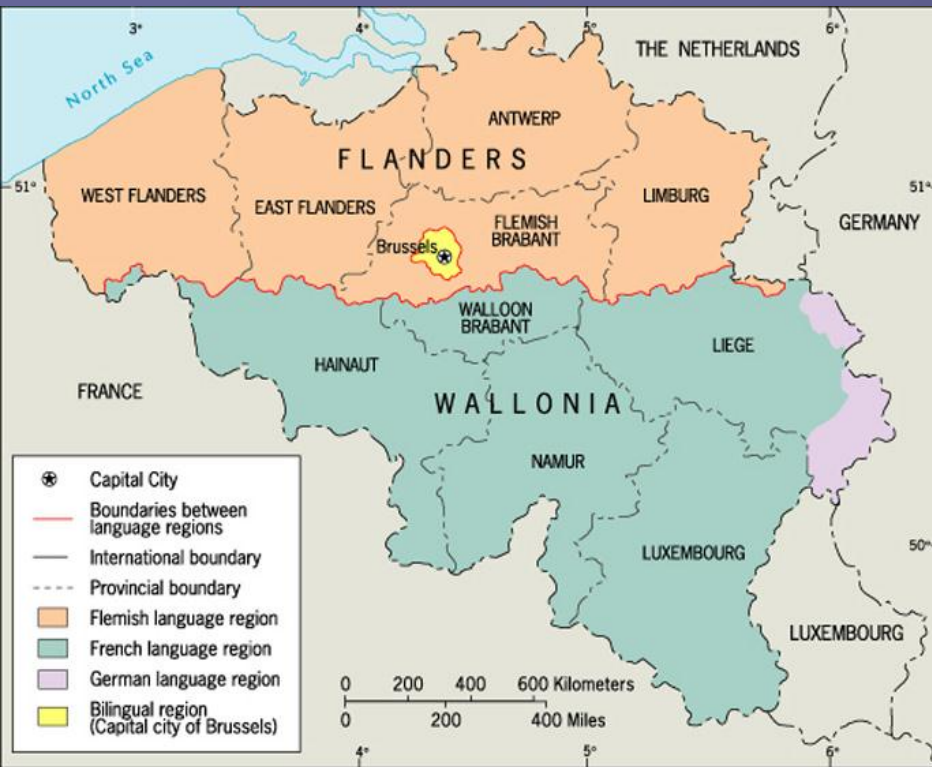 3°
4°
5°
6°
North Sea
THE NETHERLANDS
ANTWERP
FLANDERS
51°
51°
WEST FLANDERS
EAST FLANDERS
LIMBURG
FLEMISH
BRABANT
GERMANY
Brussels
WALLOON
BRABANT
LIEGE
HAINAUT
FRANCE
WALLONIA
NAMUR
LUXEMBOURG
50°
LUXEMBOURG
Capital City
Boundaries between
language regions
International boundary
Provincial boundary
Flemish language region
French language region
German language region
Bilingual region
(Capital city of Brussels)
0 200 400 600 Kilometers
0 200 400 Miles
4°
5°
6°